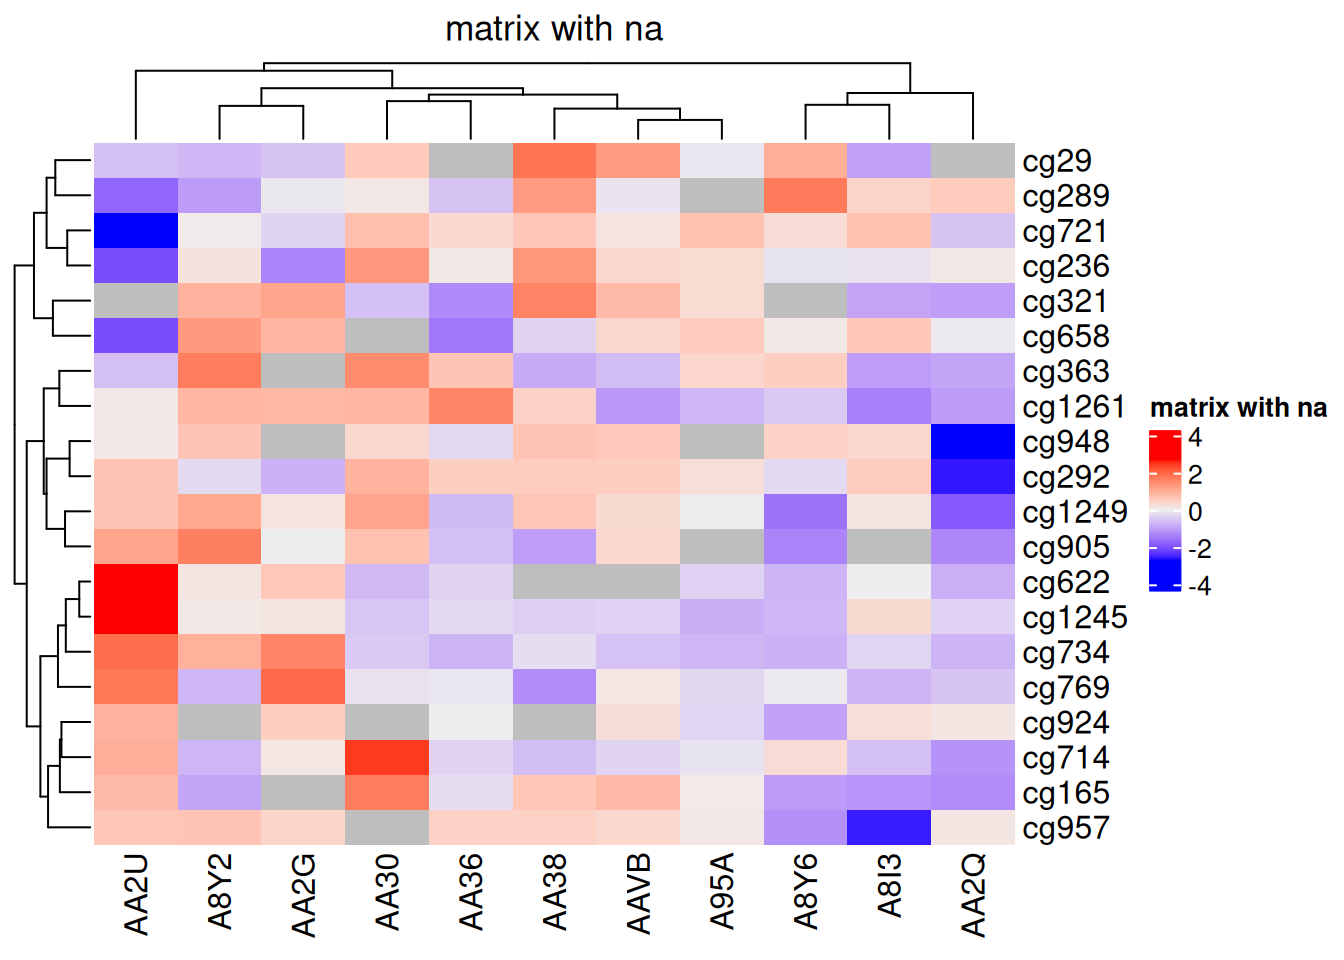 matrix with na
cg29
cg289
cg721
cg236
cg321
cg658
cg363
cg1261
cg948
cg292
cg1249
cg905
cg622
cg1245
cg734
cg769
cg924
cg714
cg165
cg957
AA2U
A8Y2
AA2G
AA30
AA36
AA38
AAVB
A95A
A8Y6
A8I3
AA2Q
matrix with na
4
2
0
-2
-4